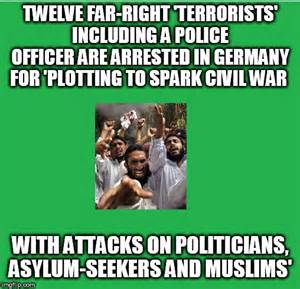 TWELVE FAR-RIGHT 'TERRORISTS'
INCLUDING A POLICE
OFFICER ARE ARRESTED IN GERMANY
FOR 'PLOTTING TO SPARK CIVIL WAR
WITH ATTACKS ON POLITICIANS,
ASYLUM-SEEKERS AND MUSLIMS'
imgflip.com